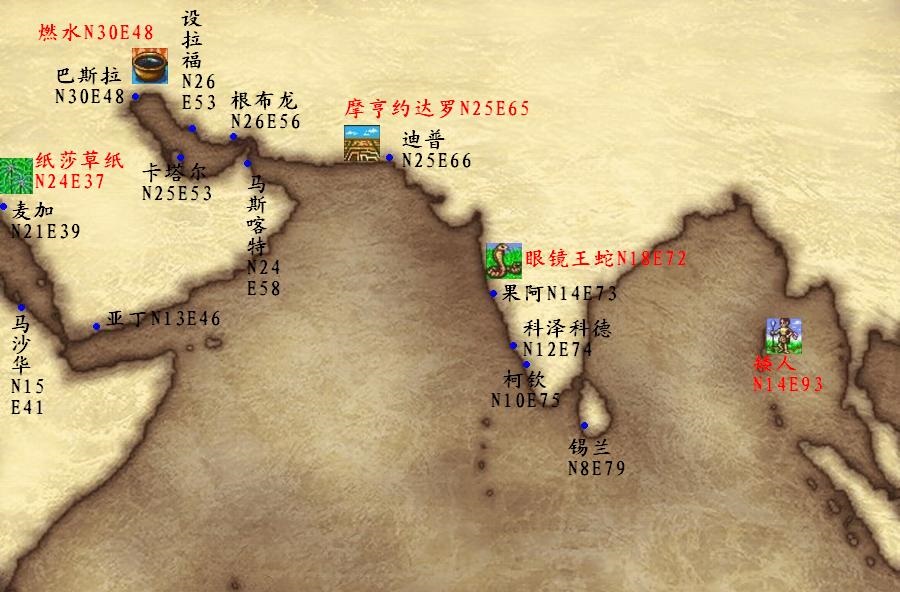 燃水N30E48
设
拉
福
N26
E53
巴斯拉
N30E48
根布龙
N26E56
摩亨约达罗N25E65
迪普
N25E66
纸莎草纸
N24E37
卡塔尔
N25E53
麦加
N21E39
马
斯
喀
特
N24
E58
眼镜王蛇N18E72
果阿N14E73
亚丁N13E46
马
沙
华
N15
E41
科泽科德
N12E74
柯钦
N10E75
矮人
N14E93
锡兰
N8E79